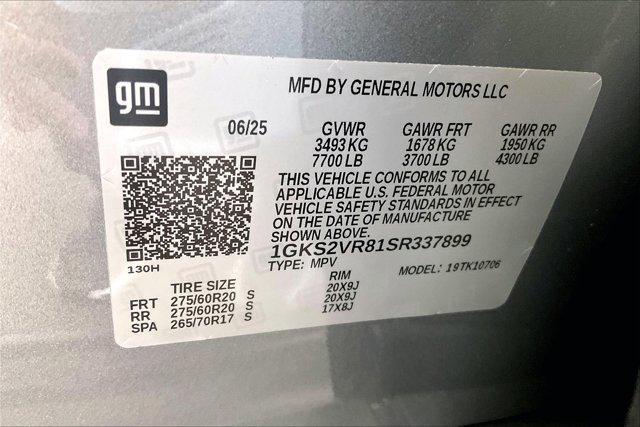 gm
MFD BY GENERAL MOTORS LLC
06/25 GVWR GAWR FRT GAWR RR
3493 KG 1678 KG 1950 KG
7700 LB 3700 LB 4300 LB
THIS VEHICLE CONFORMS TO ALL
APPLICABLE U.S. FEDERAL MOTOR
VEHICLE SAFETY STANDARDS IN EFFECT
ON THE DATE OF MANUFACTURE
SHOWN ABOVE.
1GKS2VR81SR337899
130H
TYPE: MPV MODEL: 19TK10706
TIRE SIZE RIM
FRT 275/60R20 S 20X9J
RR 275/60R20 S 20X9J
SPA 265/70R17 S 17X8J